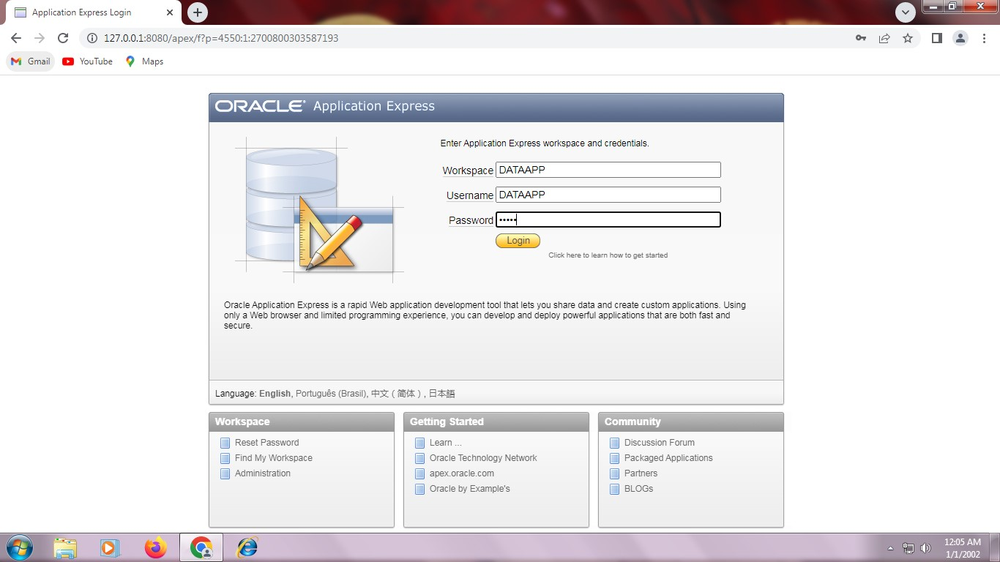 Application Express Login
127.0.0.1:8080/apex/f?p=4550:1:2700800303587193
Gmail YouTube Maps
ORACLE® Application Express
Enter Application Express workspace and credentials.
Workspace DATAAPP
Username DATAAPP
Password •••••
Login
Click here to learn how to get started
Oracle Application Express is a rapid Web application development tool that lets you share data and create custom applications. Using
only a Web browser and limited programming experience, you can develop and deploy powerful applications that are both fast and
secure.
Language: English, Português (Brasil), 中文 ( 简体 ) , 日本語
Workspace
Reset Password
Find My Workspace
Administration
Getting Started
Learn ...
Oracle Technology Network
apex.oracle.com
Oracle by Example's
Community
Discussion Forum
Packaged Applications
Partners
BLOGs
12:05 AM
1/1/2002